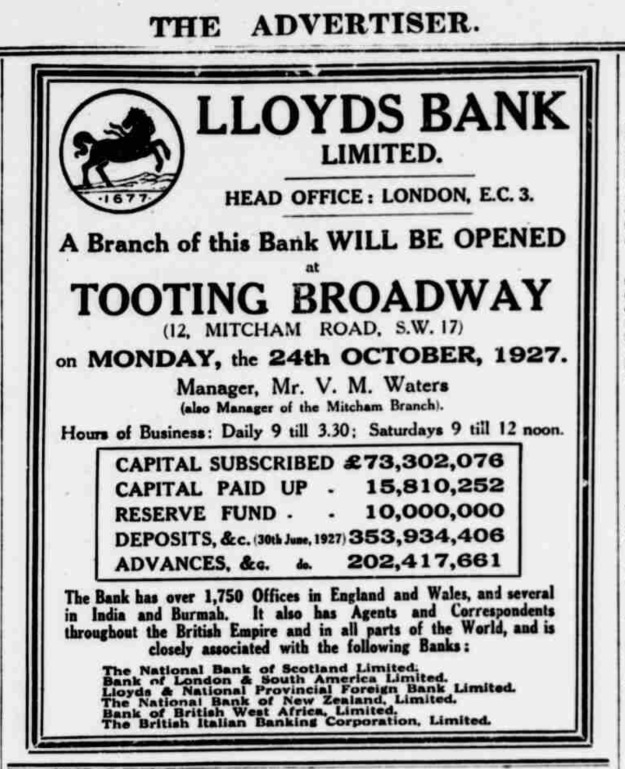 THE ADVERTISER.
1677
LLOYDS BANK
LIMITED.
HEAD OFFICE: LONDON, E.C. 3.
A Branch of this Bank WILL BE OPENED
at
TOOTING BROADWAY
(12, MITCHAM ROAD, S.W. 17)
on MONDAY, the 24th OCTOBER, 1927.
Manager, Mr. V. M. Waters
(also Manager of the Mitcham Branch).
Hours of Business: Daily 9 till 3.30; Saturdays 9 till 12 noon.
CAPITAL SUBSCRIBED £73,302,076
CAPITAL PAID UP - 15,810,252
RESERVE FUND - - 10,000,000
DEPOSITS, &c. (30th June, 1927) 353,934,406
ADVANCES, &c. do. 202,417,661
The Bank has over 1,750 Offices in England and Wales, and several
in India and Burmah. It also has Agents and Correspondents
throughout the British Empire and in all parts of the World, and is
closely associated with the following Banks:
The National Bank of Scotland Limited.
Bank of London & South America Limited.
Lloyds & National Provincial Foreign Bank Limited.
The National Bank of New Zealand, Limited.
Bank of British West Africa, Limited.
The British Italian Banking Corporation, Limited.